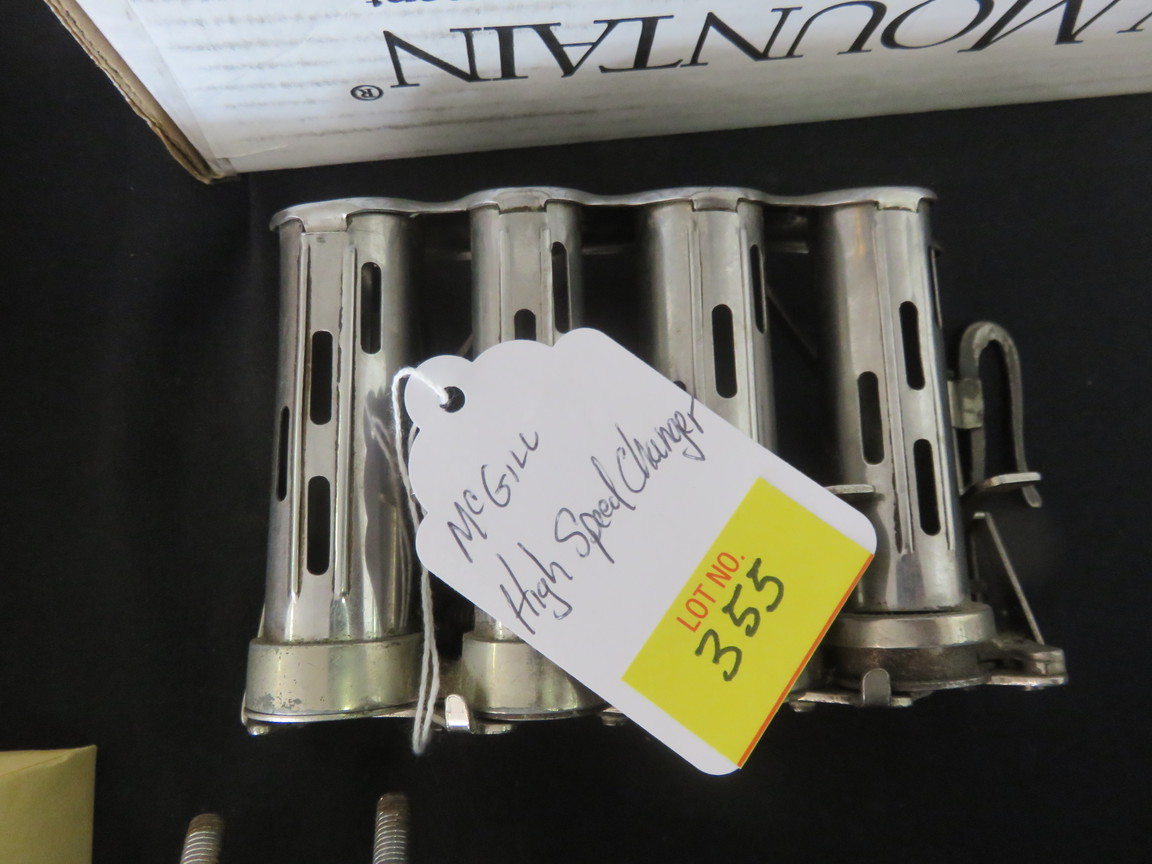 MOUNTAIN®
McGILL
High Speed Changer
LOT NO.
355